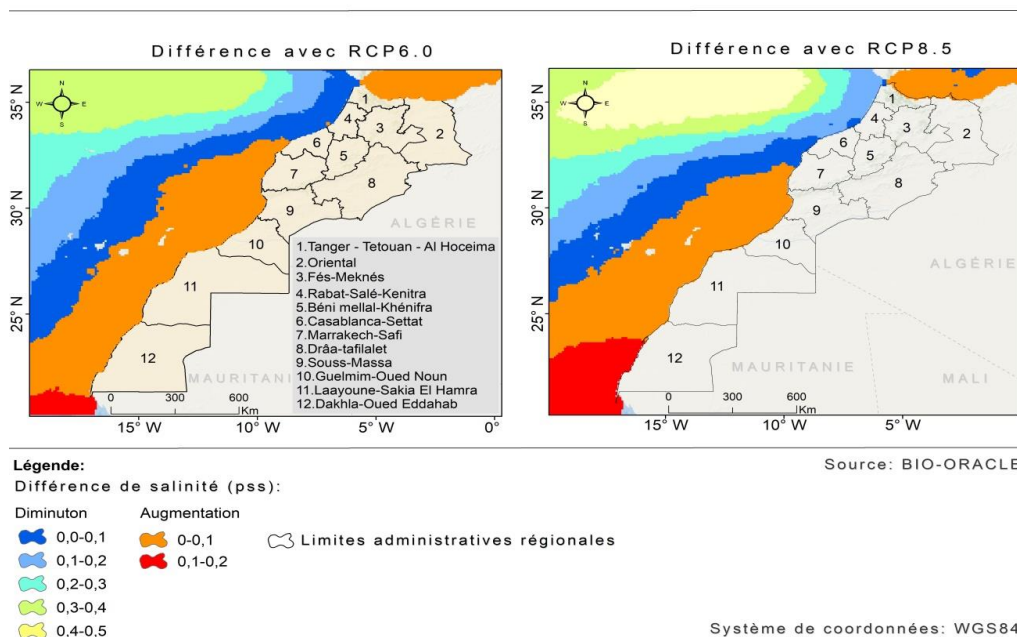 Différence avec RCP6.0
Différence avec RCP8.5
35° N
30° N
25° N
15° W
10° W
5° W
0°
N
W
E
S
1
2
3
4
5
6
7
8
9
10
11
12
ALGÉRIE
MAURITANIE
1.Tanger - Tetouan - Al Hoceima
2.Oriental
3.Fés-Meknés
4.Rabat-Salé-Kenitra
5.Béni mellal-Khénifra
6.Casablanca-Settat
7.Marrakech-Safi
8.Drâa-tafilalet
9.Souss-Massa
10.Guelmim-Oued Noun
11.Laayoune-Sakia El Hamra
12.Dakhla-Oued Eddahab
0 300 600
Km
35° N
30° N
25° N
15° W
10° W
5° W
N
W
E
S
1
2
3
4
5
6
7
8
9
10
11
12
ALGÉRIE
MAURITANIE
MALI
0 300 600
Km
Légende:
Source: BIO-ORACLE
Différence de salinité (pss):
Diminuton
Augmentation
0,0-0,1
0-0,1
Limites administratives régionales
0,1-0,2
0,1-0,2
0,2-0,3
0,3-0,4
0,4-0,5
Système de coordonnées: WGS84